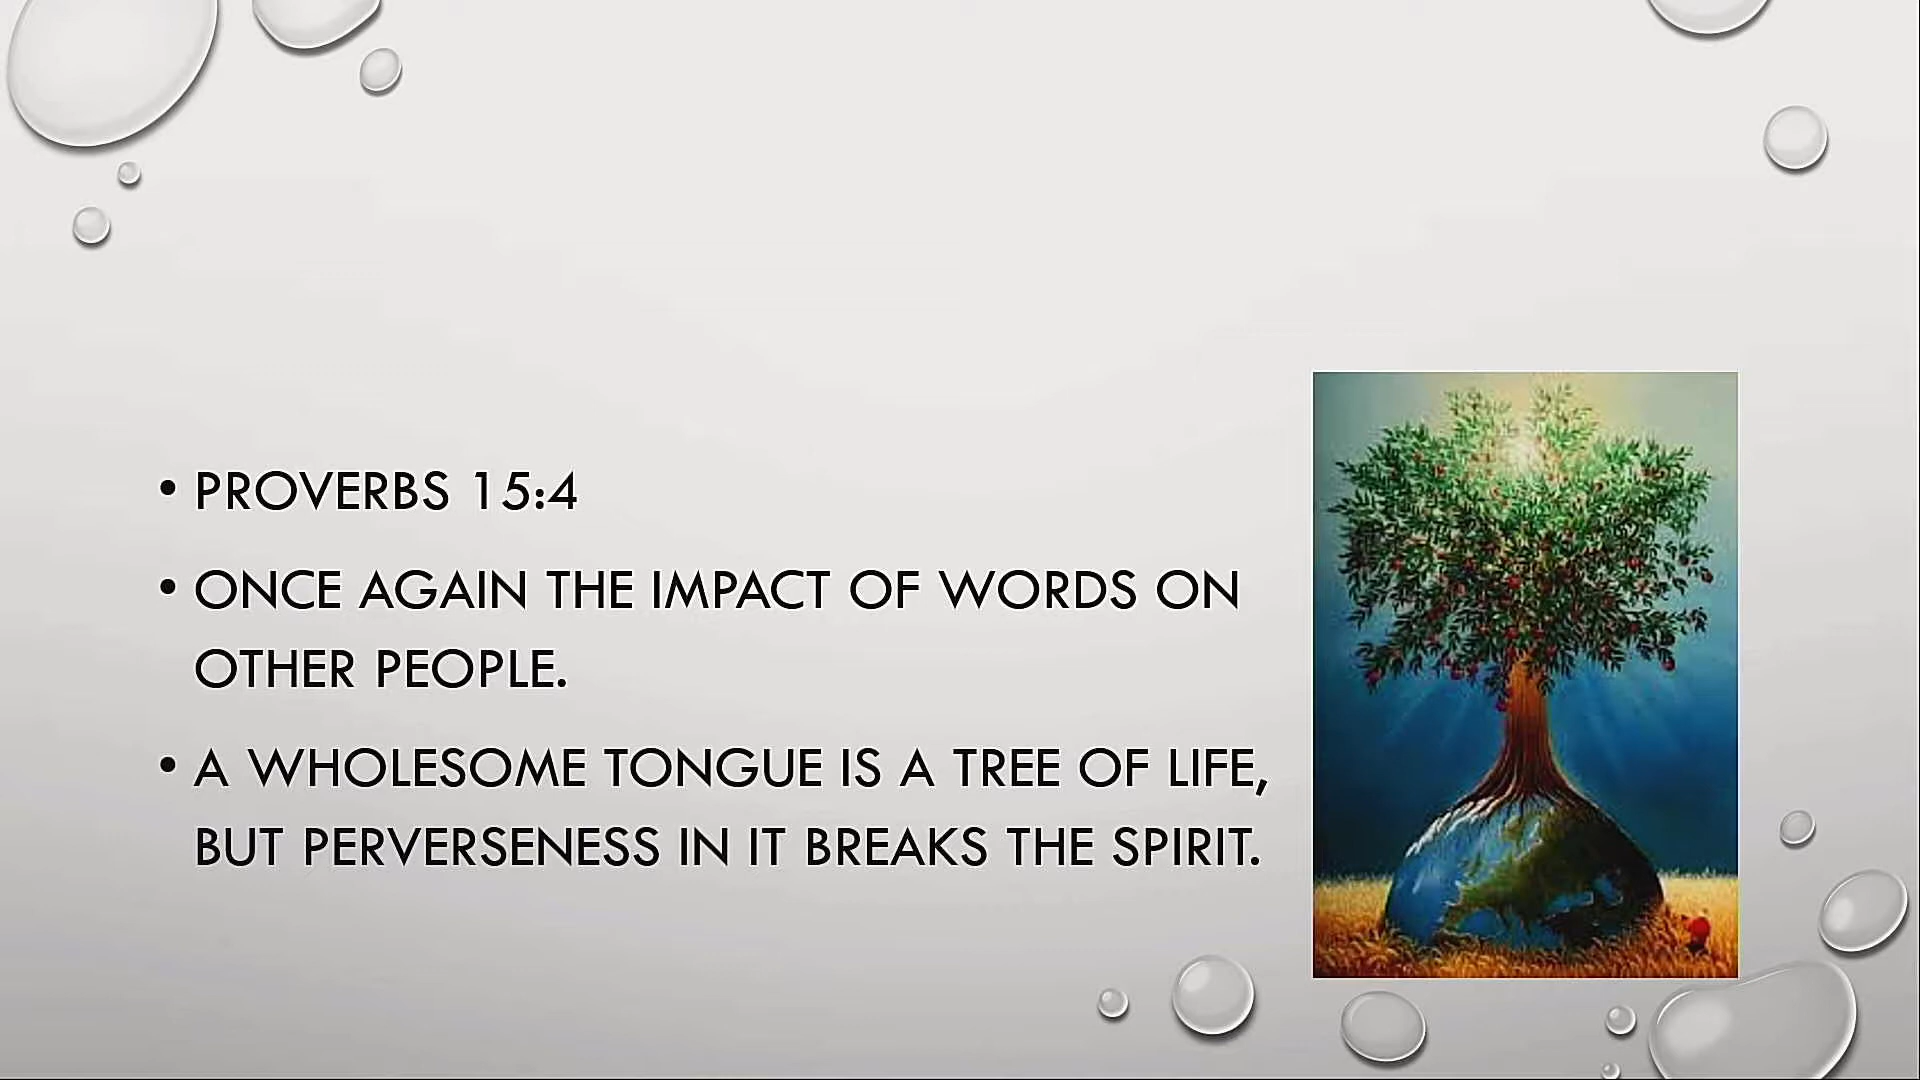 • PROVERBS 15:4
• ONCE AGAIN THE IMPACT OF WORDS ON
OTHER PEOPLE.
• A WHOLESOME TONGUE IS A TREE OF LIFE,
BUT PERVERSENESS IN IT BREAKS THE SPIRIT.